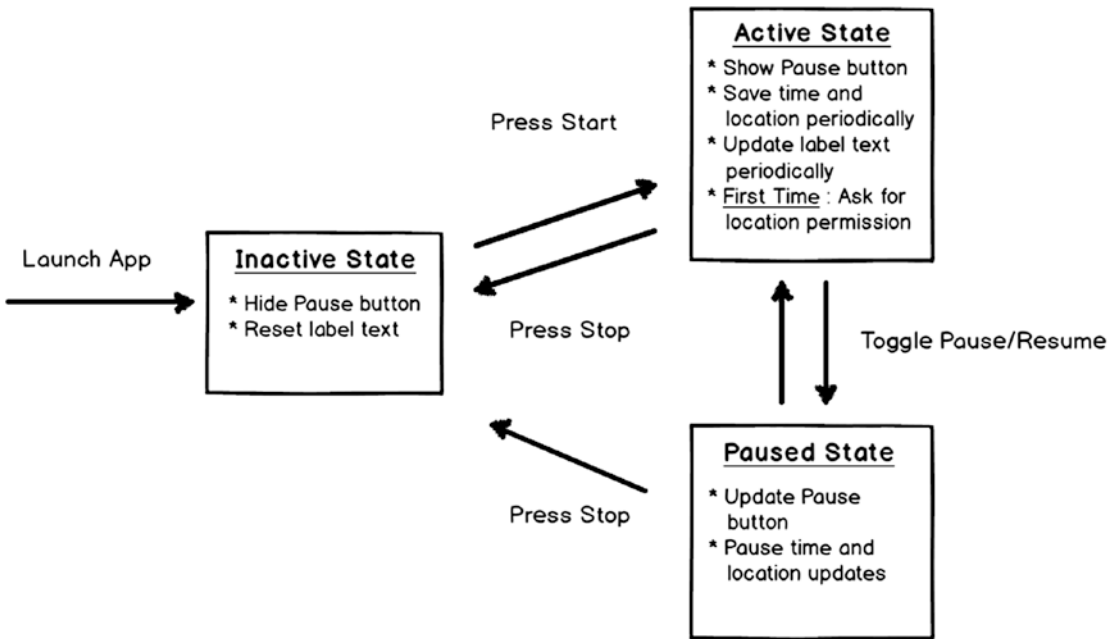 Active State
* Show Pause button
* Save time and
location periodically
* Update label text
periodically
* First Time : Ask for
location permission
Press Start
Launch App
Inactive State
* Hide Pause button
* Reset label text
Press Stop
Toggle Pause/Resume
Paused State
* Update Pause
button
* Pause time and
location updates
Press Stop